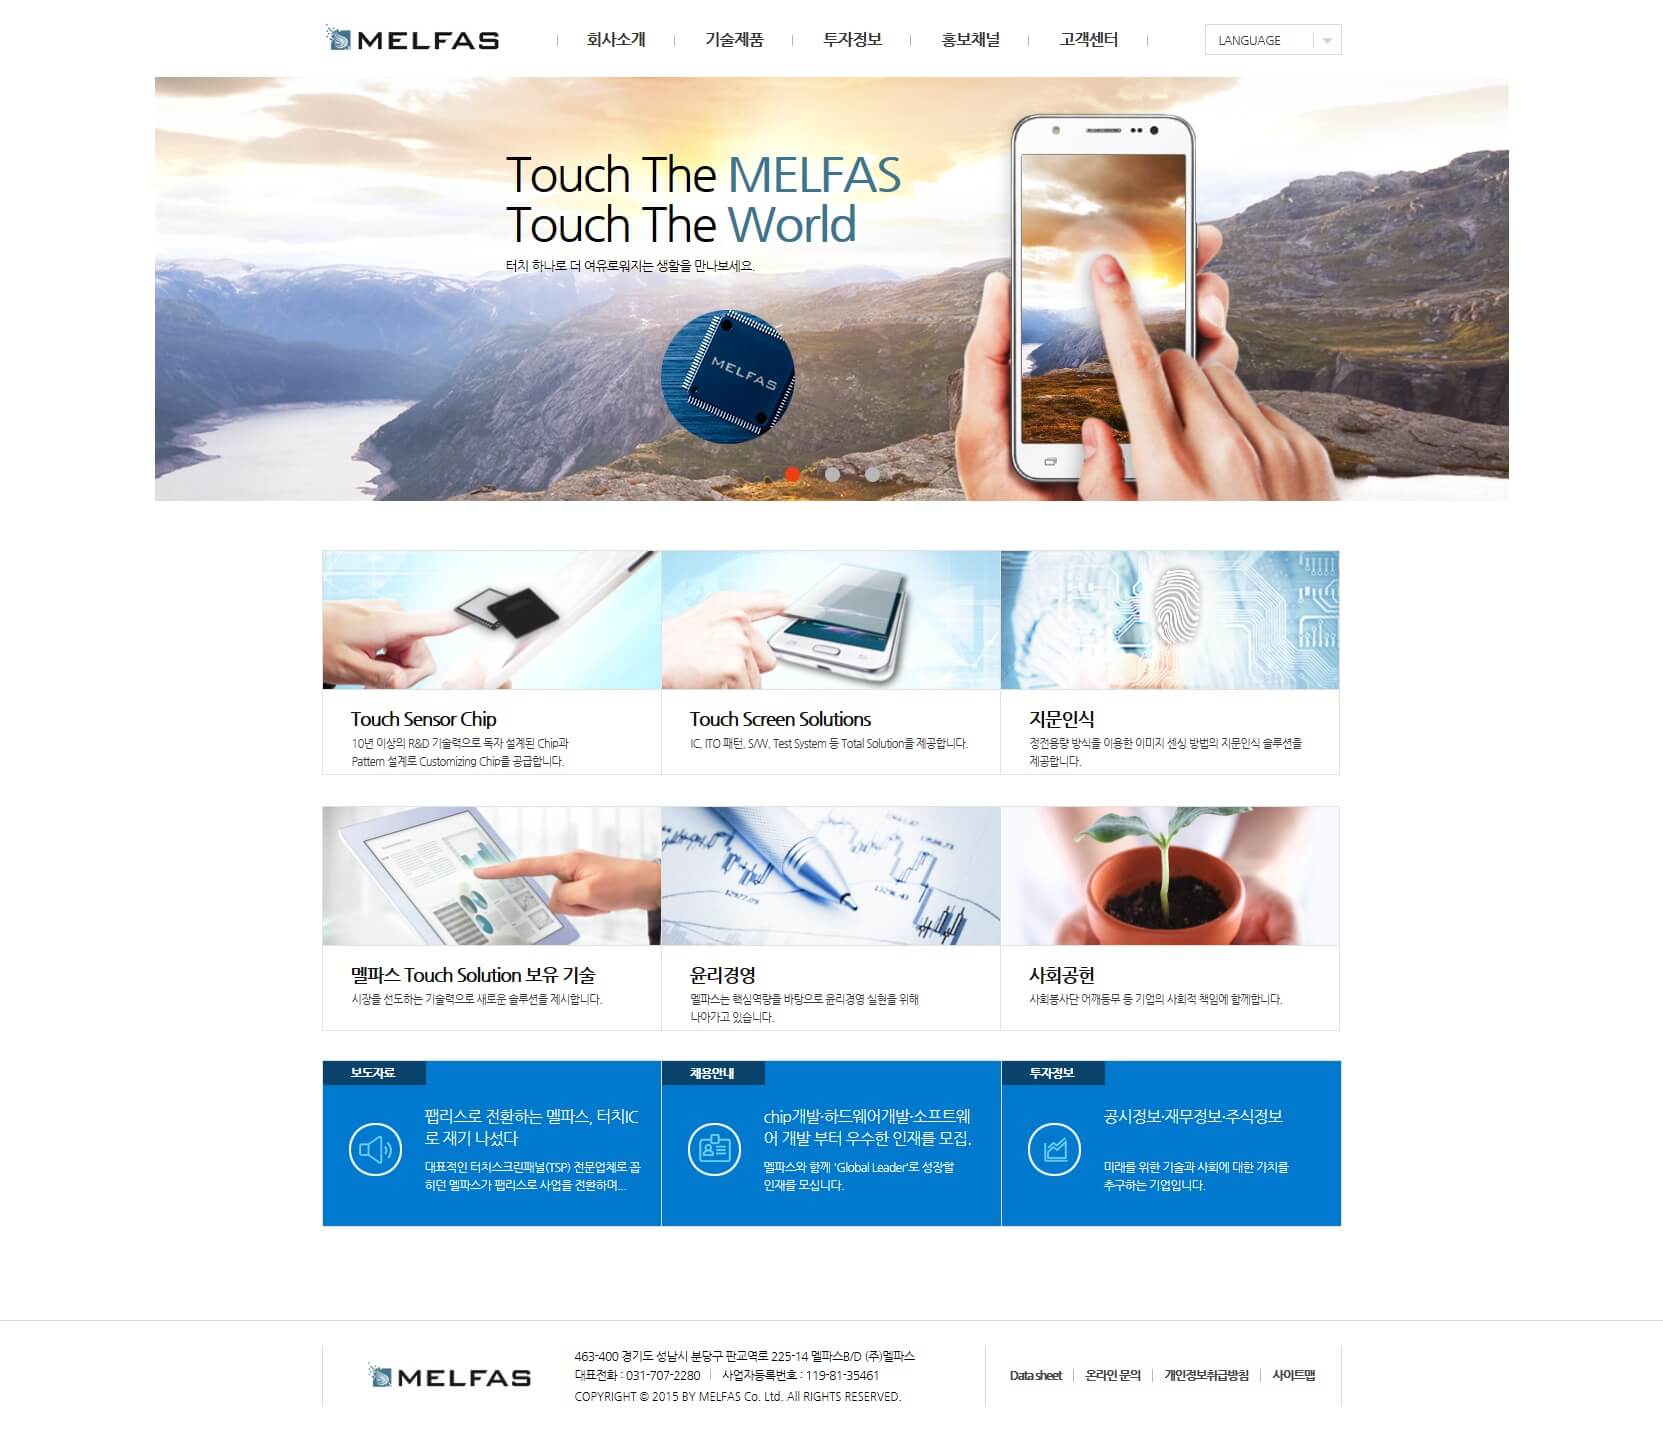 MELFAS
회사소개
기술제품
투자정보
홍보채널
고객센터
LANGUAGE
Touch The MELFAS
Touch The World
터치 하나로 더 여유로워지는 생활을 만나보세요.
MELFAS
Touch Sensor Chip
10년 이상의 R&D 기술력으로 독자 설계된 Chip과
Pattern 설계로 Customizing Chip을 공급합니다.
Touch Screen Solutions
IC, ITO 패턴, S/W, Test System 등 Total Solution을 제공합니다.
지문인식
정전용량 방식을 이용한 이미지 센싱 방법의 지문인식 솔루션을
제공합니다.
12977.09
13296.43
멜파스 Touch Solution 보유 기술
시장을 선도하는 기술력으로 새로운 솔루션을 제시합니다.
윤리경영
멜파스는 핵심역량을 바탕으로 윤리경영 실현을 위해
나아가고 있습니다.
사회공헌
사회봉사단 어깨동무 등 기업의 사회적 책임에 함께합니다.
보도자료
팹리스로 전환하는 멜파스, 터치IC
로 재기 나섰다
대표적인 터치스크린패널(TSP) 전문업체로 꼽
히던 멜파스가 팹리스로 사업을 전환하며...
채용안내
chip개발·하드웨어개발·소프트웨
어 개발 부터 우수한 인재를 모집.
멜파스와 함께 'Global Leader'로 성장할
인재를 모십니다.
투자정보
공시정보·재무정보·주식정보
미래를 위한 기술과 사회에 대한 가치를
추구하는 기업입니다.
MELFAS
463-400 경기도 성남시 분당구 판교역로 225-14 멜파스B/D (주)멜파스
대표전화 : 031-707-2280 | 사업자등록번호 : 119-81-35461
COPYRIGHT © 2015 BY MELFAS Co. Ltd. All RIGHTS RESERVED.
Data sheet
온라인 문의
개인정보취급방침
사이트맵